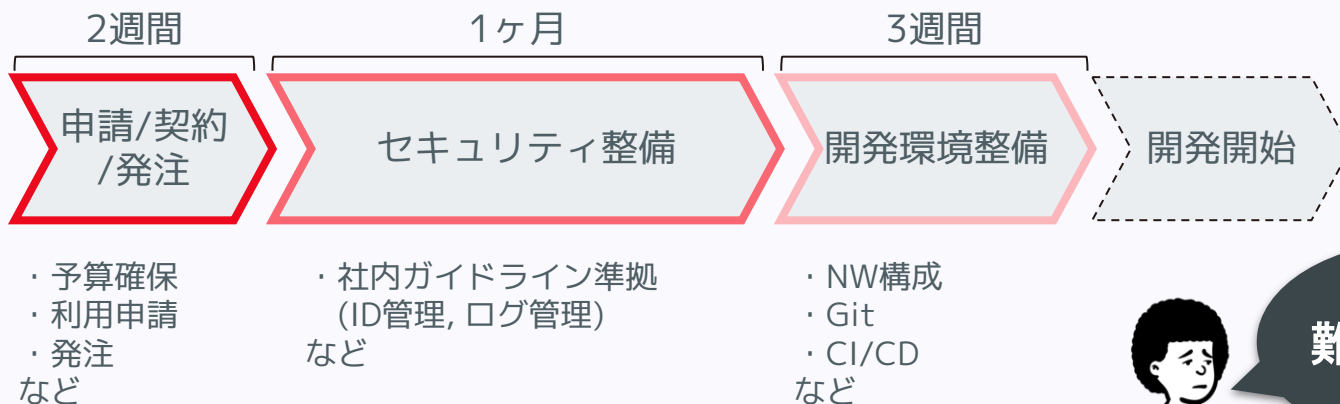 2週間
1ヶ月
3週間
申請/契約
/発注
セキュリティ整備
開発環境整備
開発開始
・予算確保
・利用申請
・発注
など
・社内ガイドライン準拠
(ID管理, ログ管理)
など
・NW構成
・Git
・CI/CD
など